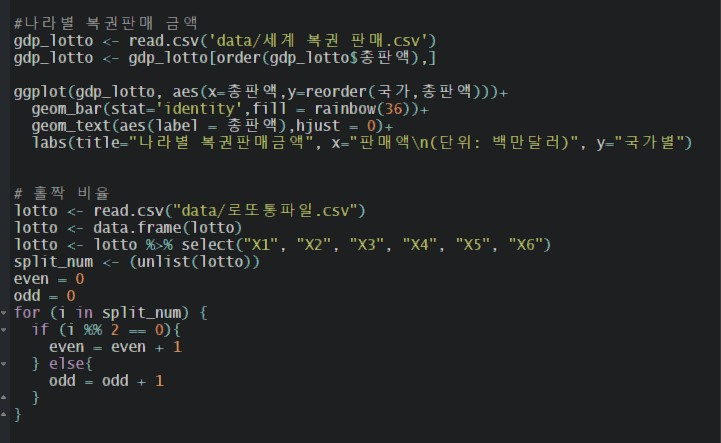 #나라별 복권판매 금액
gdp_lotto <- read.csv('data/세계 복권 판매.csv')
gdp_lotto <- gdp_lotto[order(gdp_lotto$총판액),]
ggplot(gdp_lotto, aes(x=총판액,y=reorder(국가,총판액)))+
  geom_bar(stat='identity',fill = rainbow(36))+
  geom_text(aes(label = 총판액),hjust = 0)+
  labs(title="나라별 복권판매금액", x="판매액\n(단위: 백만달러)", y="국가별")
# 홀짝 비율
lotto <- read.csv("data/로또통파일.csv")
lotto <- data.frame(lotto)
lotto <- lotto %>% select("X1", "X2", "X3", "X4", "X5", "X6")
split_num <- (unlist(lotto))
even = 0
odd = 0
for (i in split_num) {
  if (i %% 2 == 0){
    even = even + 1
  } else{
    odd = odd + 1
  }
}